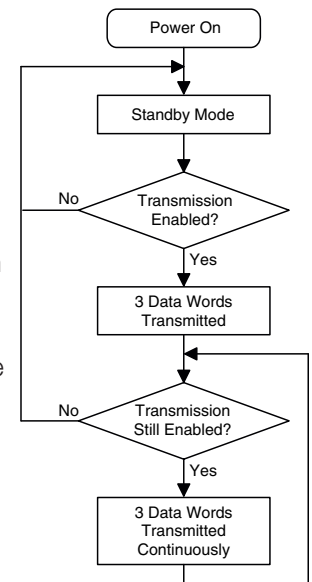 Power On
Standby Mode
Transmission
Enabled?
No
Yes
3 Data Words
Transmitted
Transmission
Still Enabled?
No
Yes
3 Data Words
Transmitted
Continuously